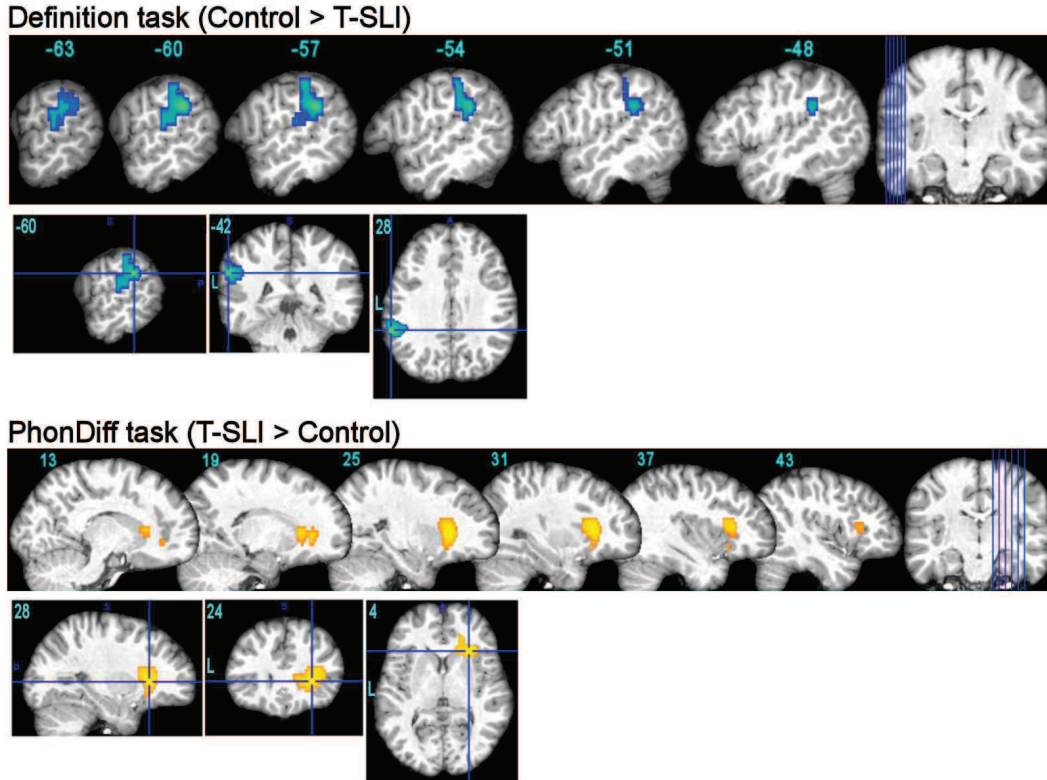 Definition task (Control > T-SLI)
-63 -60 -57 -54 -51 -48
-60 S P
-42 S L
28 A L
PhonDiff task (T-SLI > Control)
13 19 25 31 37 43
28 S P
24 S L
4 A L